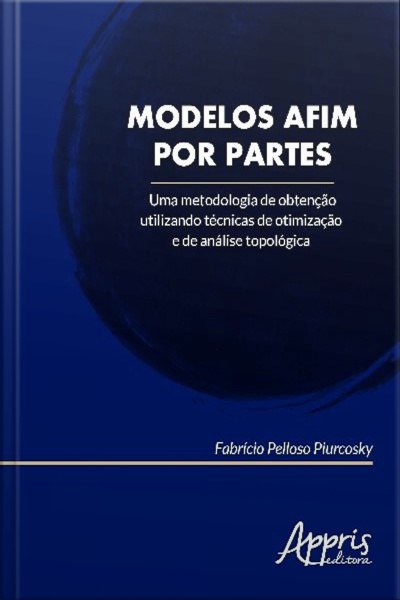 MODELOS AFIM
POR PARTES
Uma metodologia de obtenção
utilizando técnicas de otimização
e de análise topológica
Fabrício Pelloso Piurcosky
Appris
editora